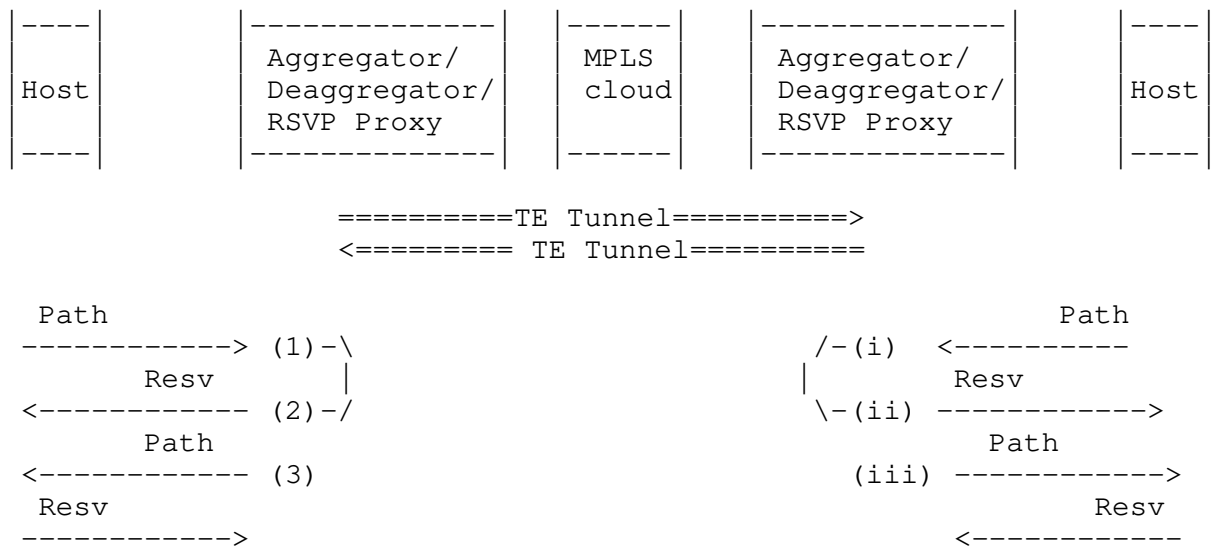 |----|       |--------------|  |------|   |--------------|     |----|
|    |       | Aggregator/  |  | MPLS |   | Aggregator/  |     |    |
|Host|       | Deaggregator/|  | cloud|   | Deaggregator/|     |Host|
|    |       | RSVP Proxy   |  |      |   | RSVP Proxy   |     |    |
|----|       |--------------|  |------|   |--------------|     |----|
==========TE Tunnel==========>
<========= TE Tunnel==========
Path                                                       Path
------------> (1)-\                          /-(i)  <----------
Resv     |                         |        Resv
<------------ (2)-/                          \-(ii) ------------>
Path                                              Path
<------------ (3)                              (iii) ------------>
Resv                                                         Resv
------------>                                       <------------